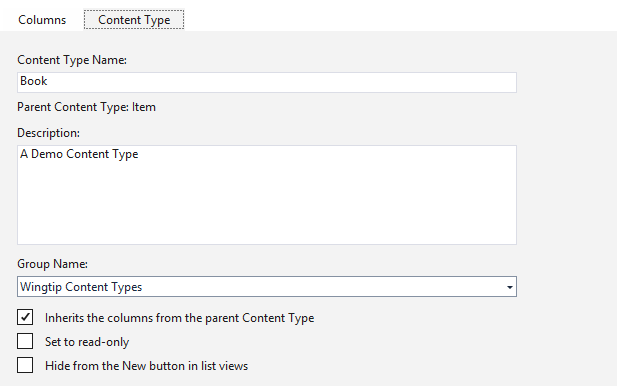 Columns Content Type
Content Type Name:
Book
Parent Content Type: Item
Description:
A Demo Content Type
Group Name:
Wingtip Content Types
Inherits the columns from the parent Content Type
Set to read-only
Hide from the New button in list views